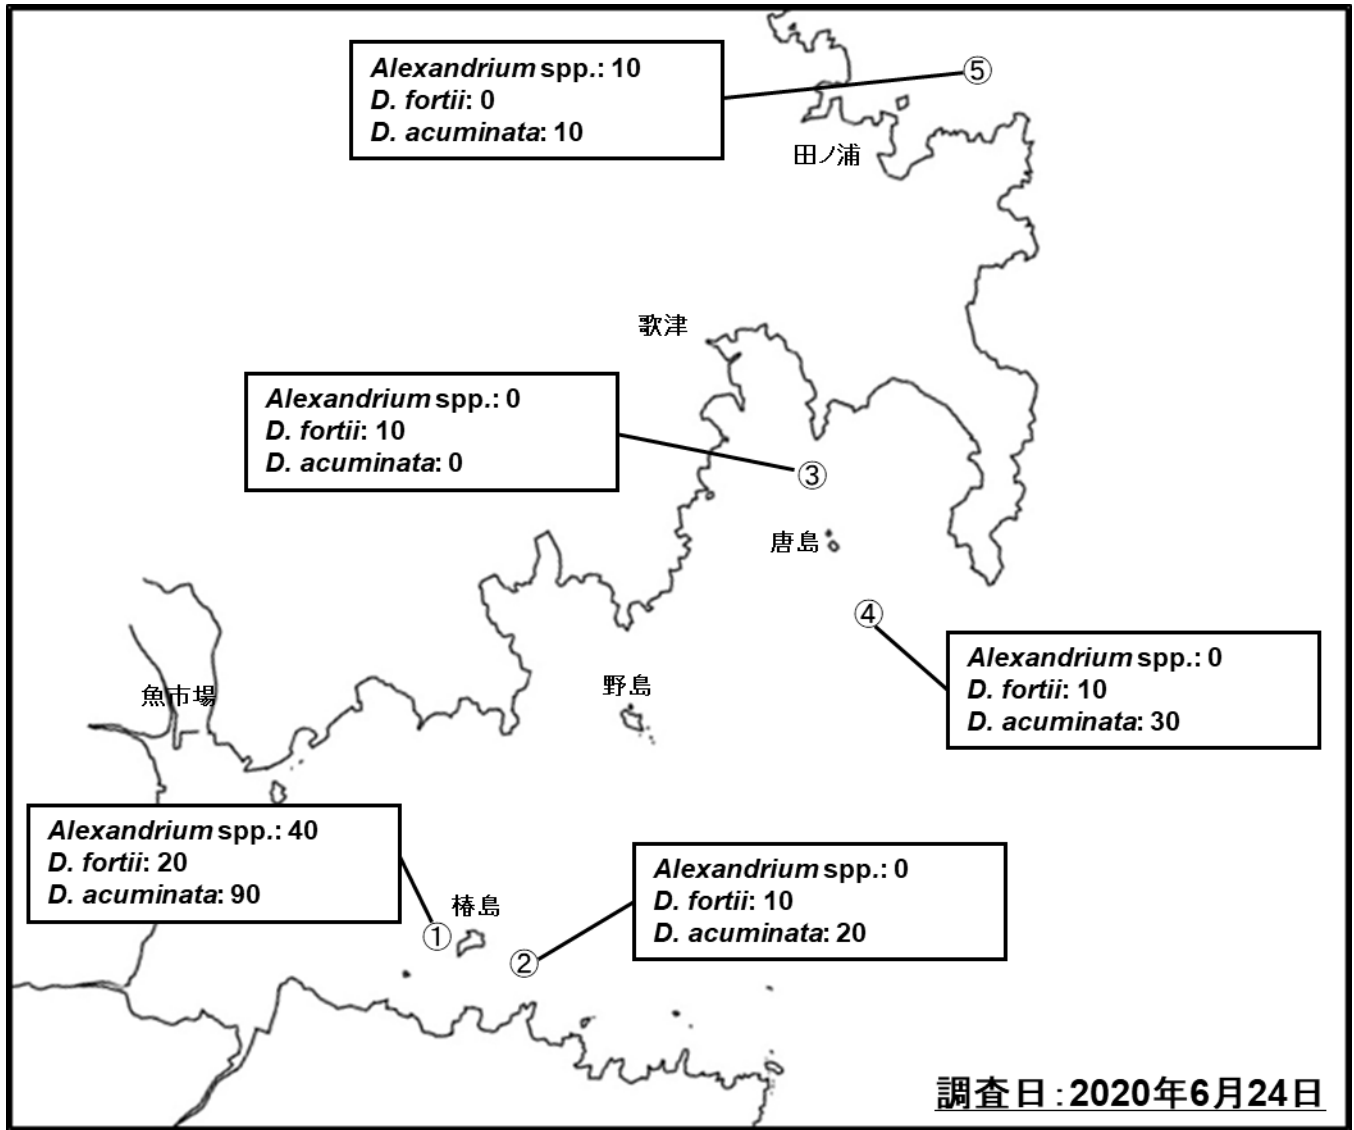 Alexandrium spp.: 10
D. fortii: 0
D. acuminata: 10
⑤
田ノ浦
歌津
Alexandrium spp.: 0
D. fortii: 10
D. acuminata: 0
③
唐島
④
Alexandrium spp.: 0
D. fortii: 10
D. acuminata: 30
野島
魚市場
Alexandrium spp.: 40
D. fortii: 20
D. acuminata: 90
椿島
①
②
Alexandrium spp.: 0
D. fortii: 10
D. acuminata: 20
調査日：2020年6月24日